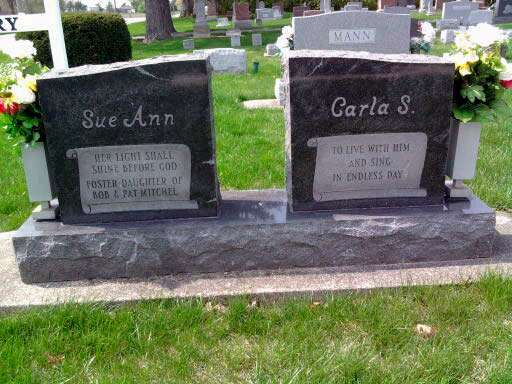 RY
MANN
Sue Ann
HER LIGHT SHALL
SHINE BEFORE GOD
FOSTER DAUGHTER OF
BOB & PAT MITCHEL
Carla S.
TO LIVE WITH HIM
AND SING
IN ENDLESS DAY